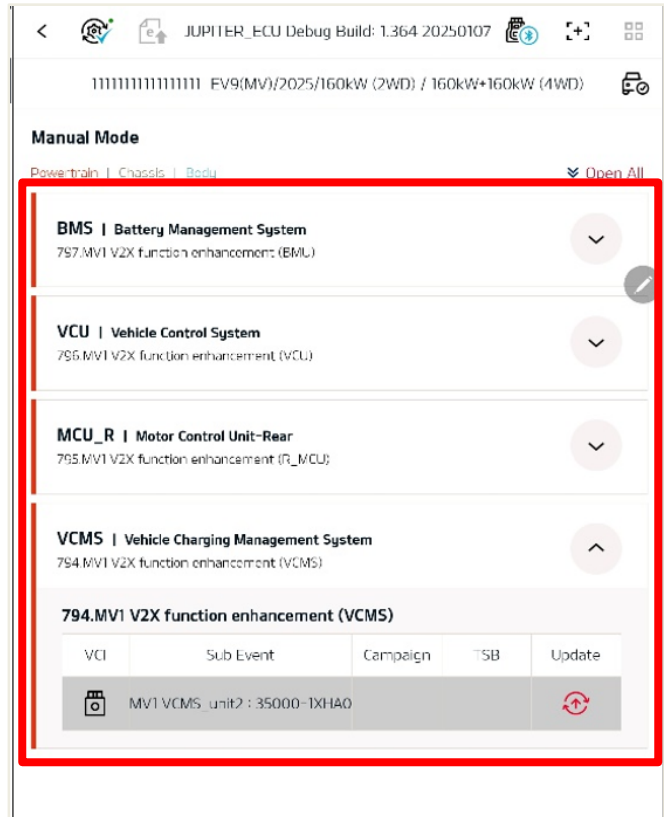 JUPITER_ECU Debug Build: 1.364 20250107
11111111111111111 EV9(MV)/2025/160kW (2WD) / 160kW+160kW (4WD)
Manual Mode
Powertrain | Chassis | Body
Open All
BMS | Battery Management System
797.MV1 V2X function enhancement (BMU)
VCU | Vehicle Control System
796.MV1 V2X function enhancement (VCU)
MCU_R | Motor Control Unit-Rear
795.MV1 V2X function enhancement (R_MCU)
VCMS | Vehicle Charging Management System
794.MV1 V2X function enhancement (VCMS)
794.MV1 V2X function enhancement (VCMS)
VCI Sub Event Campaign TSB Update
MV1 VCMS_unit2 : 35000-1XHA0